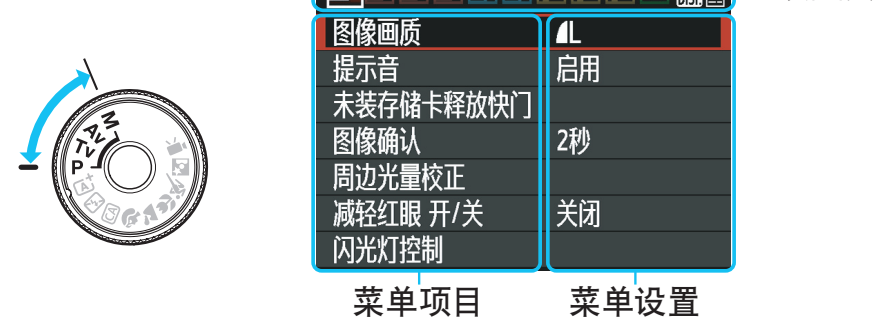 图像画质 L
提示音 启用
未装存储卡释放快门
图像确认 2秒
周边光量校正
减轻红眼 开/关 关闭
闪光灯控制
菜单项目 菜单设置
M
Av
Tv
P
A+
CA